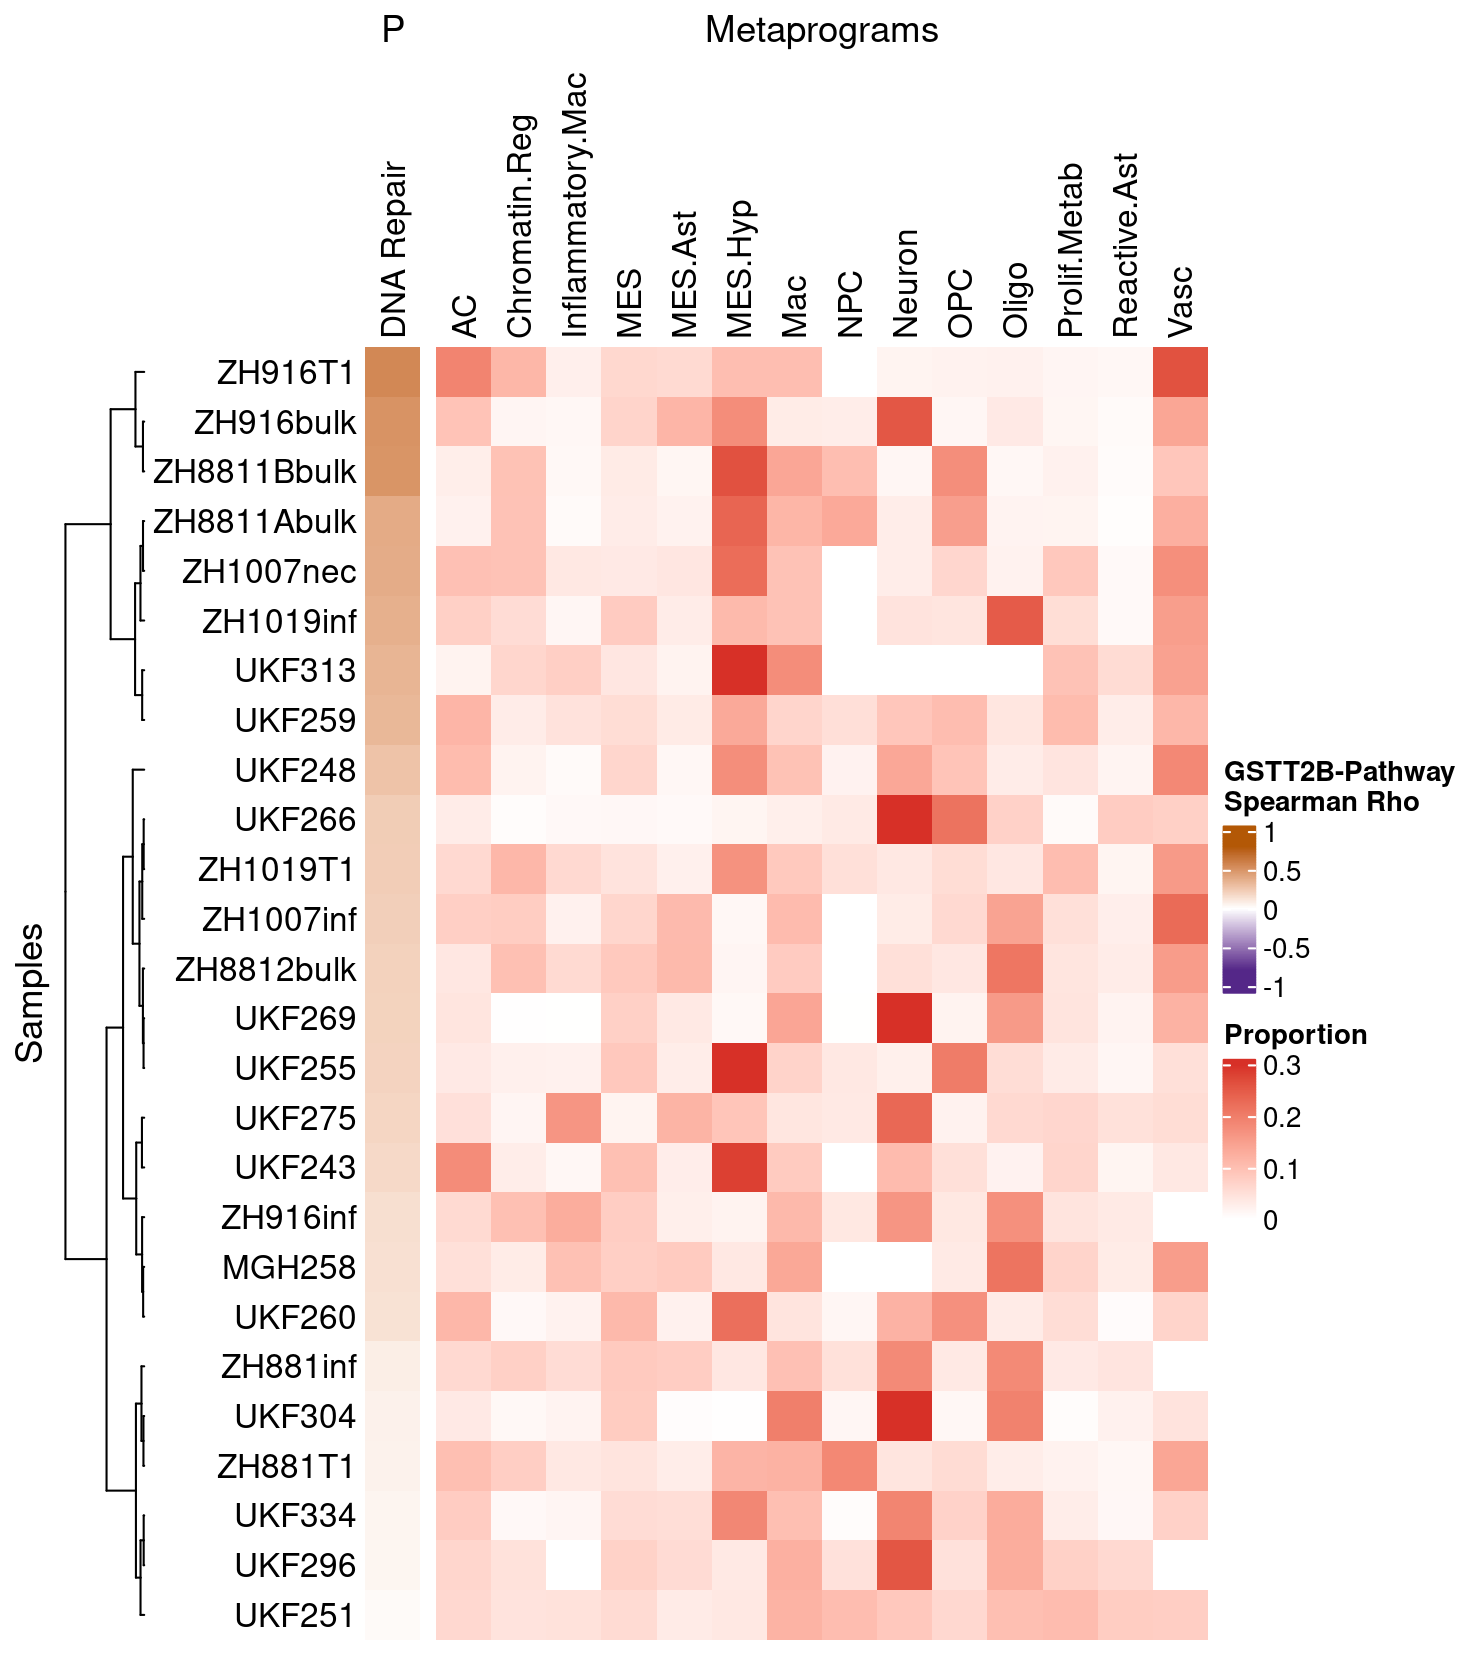 P
Metaprograms
DNA Repair
AC
Chromatin.Reg
Inflammatory.Mac
MES
MES.Ast
MES.Hyp
Mac
NPC
Neuron
OPC
Oligo
Prolif.Metab
Reactive.Ast
Vasc
Samples
ZH916T1
ZH916bulk
ZH8811Bbulk
ZH8811Abulk
ZH1007nec
ZH1019inf
UKF313
UKF259
UKF248
UKF266
ZH1019T1
ZH1007inf
ZH8812bulk
UKF269
UKF255
UKF275
UKF243
ZH916inf
MGH258
UKF260
ZH881inf
UKF304
ZH881T1
UKF334
UKF296
UKF251
GSTT2B-Pathway
Spearman Rho
1
0.5
0
-0.5
-1
Proportion
0.3
0.2
0.1
0